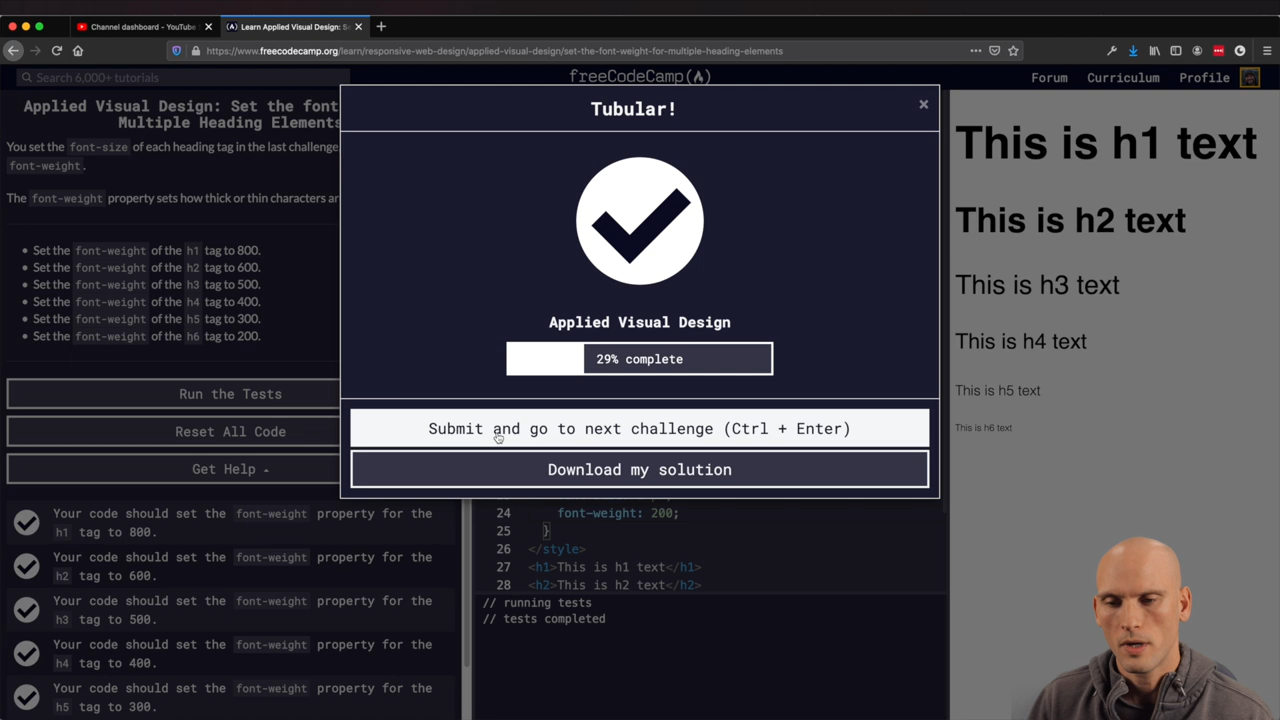 Channel dashboard - YouTube
Learn Applied Visual Design: Se
https://www.freecodecamp.org/learn/responsive-web-design/applied-visual-design/set-the-font-weight-for-multiple-heading-elements
Search 6,000+ tutorials
freeCodeCamp
Forum
Curriculum
Profile
Applied Visual Design: Set the font
Multiple Heading Elements
You set the font-size of each heading tag in the last challenge
font-weight.
The font-weight property sets how thick or thin characters ar
Set the font-weight of the h1 tag to 800.
Set the font-weight of the h2 tag to 600.
Set the font-weight of the h3 tag to 500.
Set the font-weight of the h4 tag to 400.
Set the font-weight of the h5 tag to 300.
Set the font-weight of the h6 tag to 200.
Run the Tests
Reset All Code
Get Help
Your code should set the font-weight property for the
h1 tag to 800.
Your code should set the font-weight property for the
h2 tag to 600.
Your code should set the font-weight property for the
h3 tag to 500.
Your code should set the font-weight property for the
h4 tag to 400.
Your code should set the font-weight property for the
h5 tag to 300.
Tubular!
Applied Visual Design
29% complete
Submit and go to next challenge (Ctrl + Enter)
Download my solution
24 font-weight: 200;
25 }
26 </style>
27 <h1>This is h1 text</h1>
28 <h2>This is h2 text</h2>
// running tests
// tests completed
This is h1 text
This is h2 text
This is h3 text
This is h4 text
This is h5 text
This is h6 text